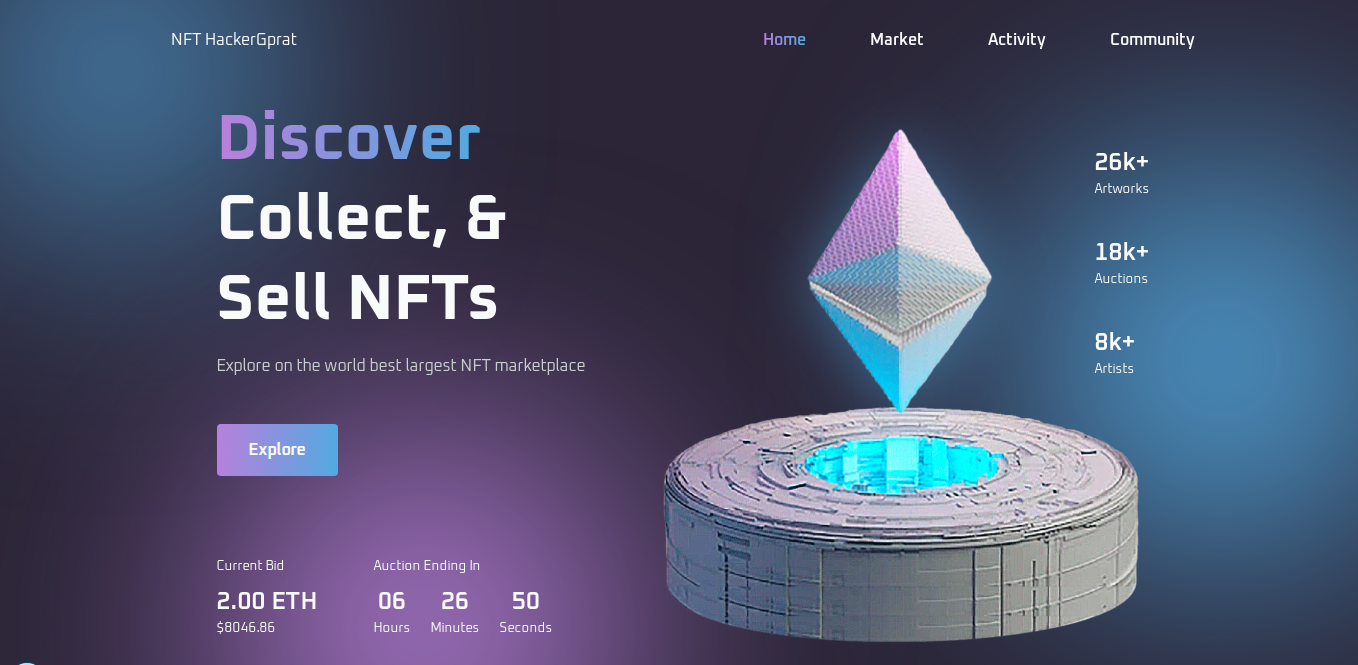 NFT HackerGprat
Home
Market
Activity
Community
Discover
Collect, &
Sell NFTs
Explore on the world best largest NFT marketplace
Explore
Current Bid
2.00 ETH
$8046.86
Auction Ending In
06 26 50
Hours Minutes Seconds
26k+
Artworks
18k+
Auctions
8k+
Artists